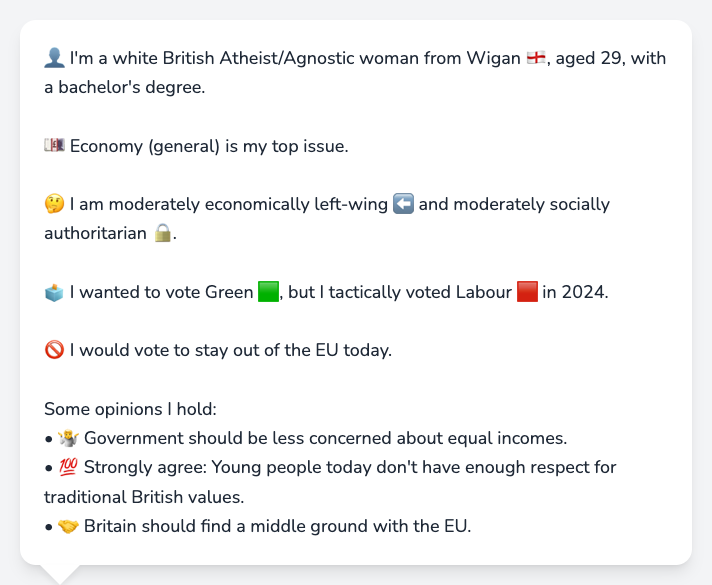 👤 I'm a white British Atheist/Agnostic woman from Wigan 🏴󠁧󠁢󠁥󠁮󠁧󠁿, aged 29, with
a bachelor's degree.
💷 Economy (general) is my top issue.
🤔 I am moderately economically left-wing ⬅️ and moderately socially
authoritarian 🔒.
🗳️ I wanted to vote Green 🟩, but I tactically voted Labour 🟥 in 2024.
🚫 I would vote to stay out of the EU today.
Some opinions I hold:
• 🤷 Government should be less concerned about equal incomes.
• 💯 Strongly agree: Young people today don't have enough respect for
traditional British values.
• 🤝 Britain should find a middle ground with the EU.